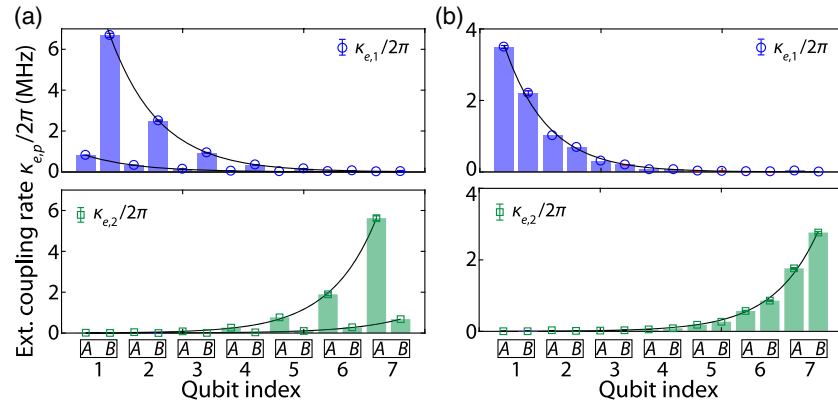 (a)
(b)
Ext. coupling rate κe,p/2π (MHz)
6
4
2
0
κe,1/2π
6
4
2
0
κe,2/2π
A B A B A B A B A B A B A B
1 2 3 4 5 6 7
Qubit index
4
2
0
κe,1/2π
4
2
0
κe,2/2π
A B A B A B A B A B A B A B
1 2 3 4 5 6 7
Qubit index